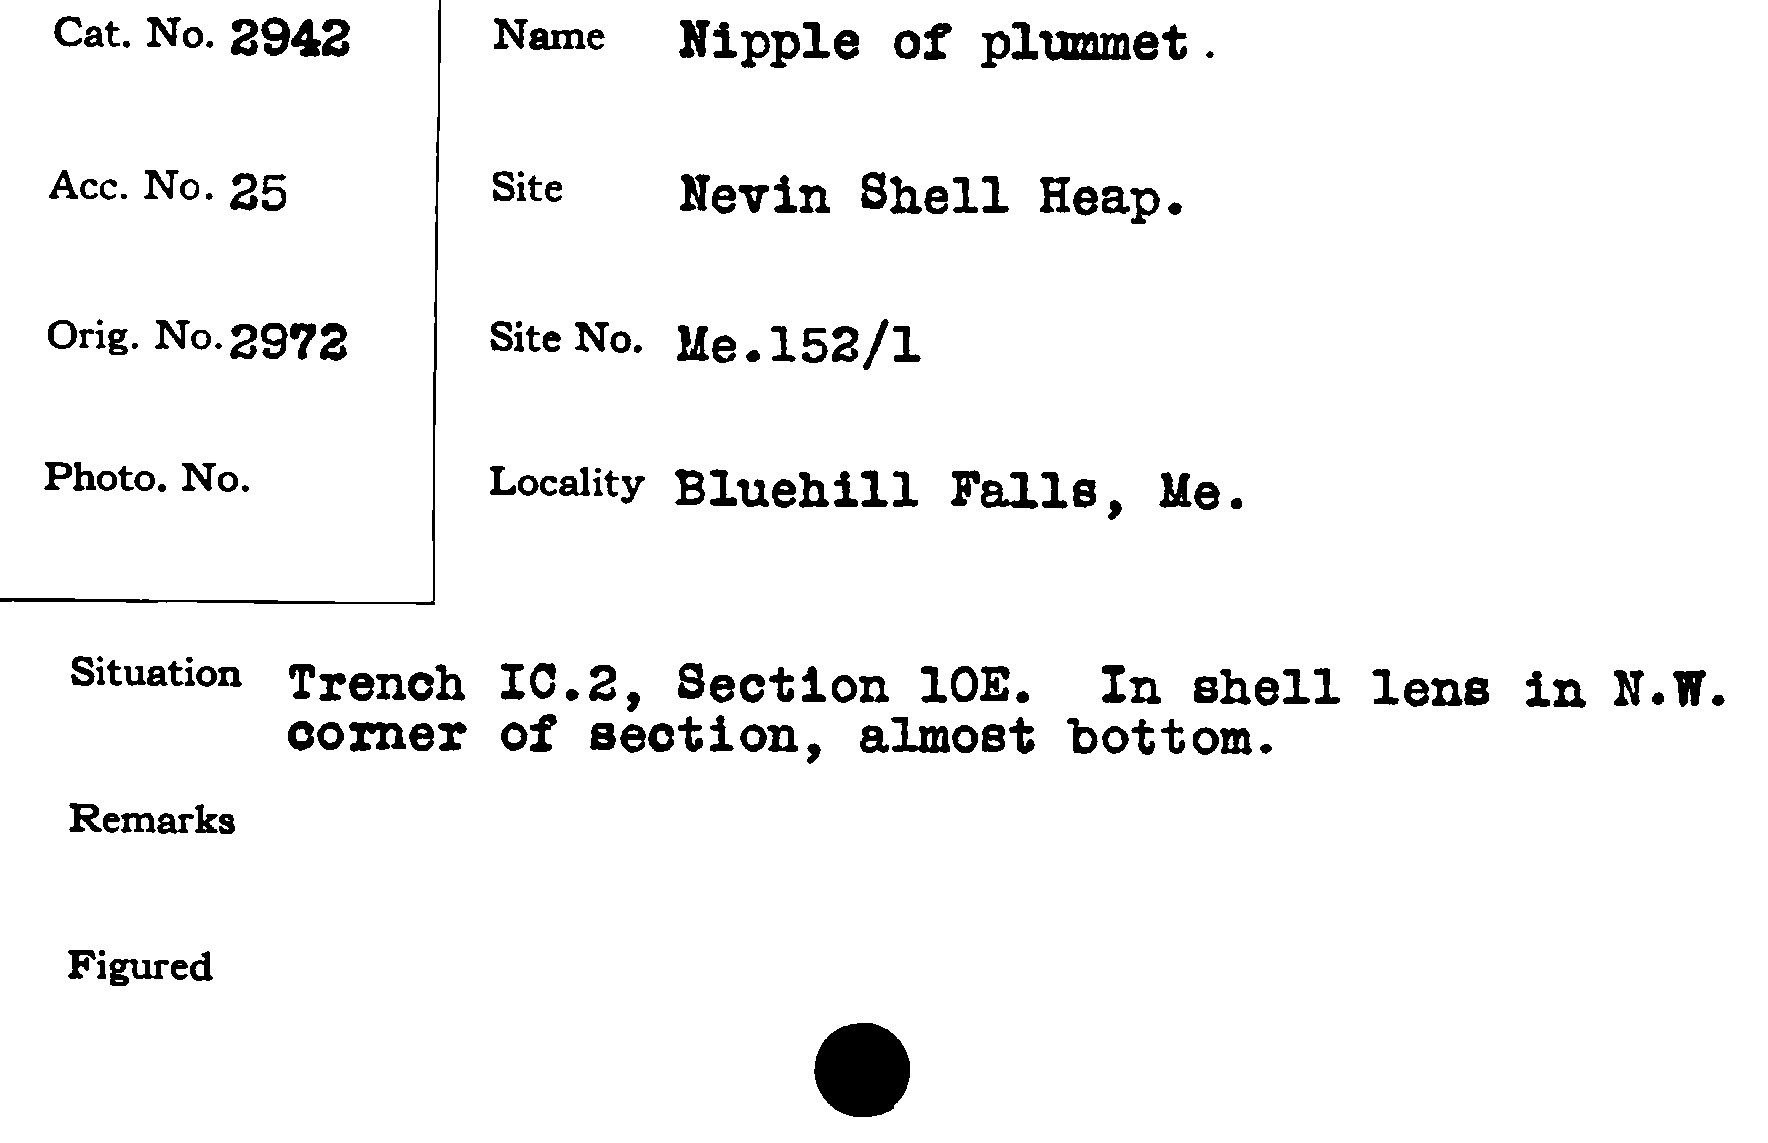 Cat. No. 2942
Name Nipple of plummet.
Acc. No. 25
Site Nevin Shell Heap.
Orig. No. 2972
Site No. Me.152/1
Photo. No.
Locality Bluehill Falls, Me.
Situation Trench IC.2, Section 10E. In shell lens in N.W.
corner of section, almost bottom.
Remarks
Figured